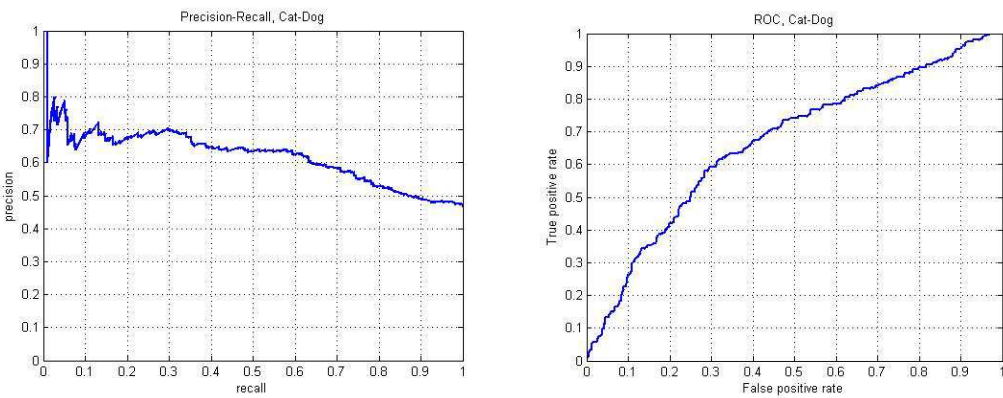 Precision-Recall, Cat-Dog
1
0.9
0.8
0.7
0.6
0.5
0.4
0.3
0.2
0.1
0
precision
0 0.1 0.2 0.3 0.4 0.5 0.6 0.7 0.8 0.9 1
recall
ROC, Cat-Dog
1
0.9
0.8
0.7
0.6
0.5
0.4
0.3
0.2
0.1
0
True positive rate
0 0.1 0.2 0.3 0.4 0.5 0.6 0.7 0.8 0.9 1
False positive rate